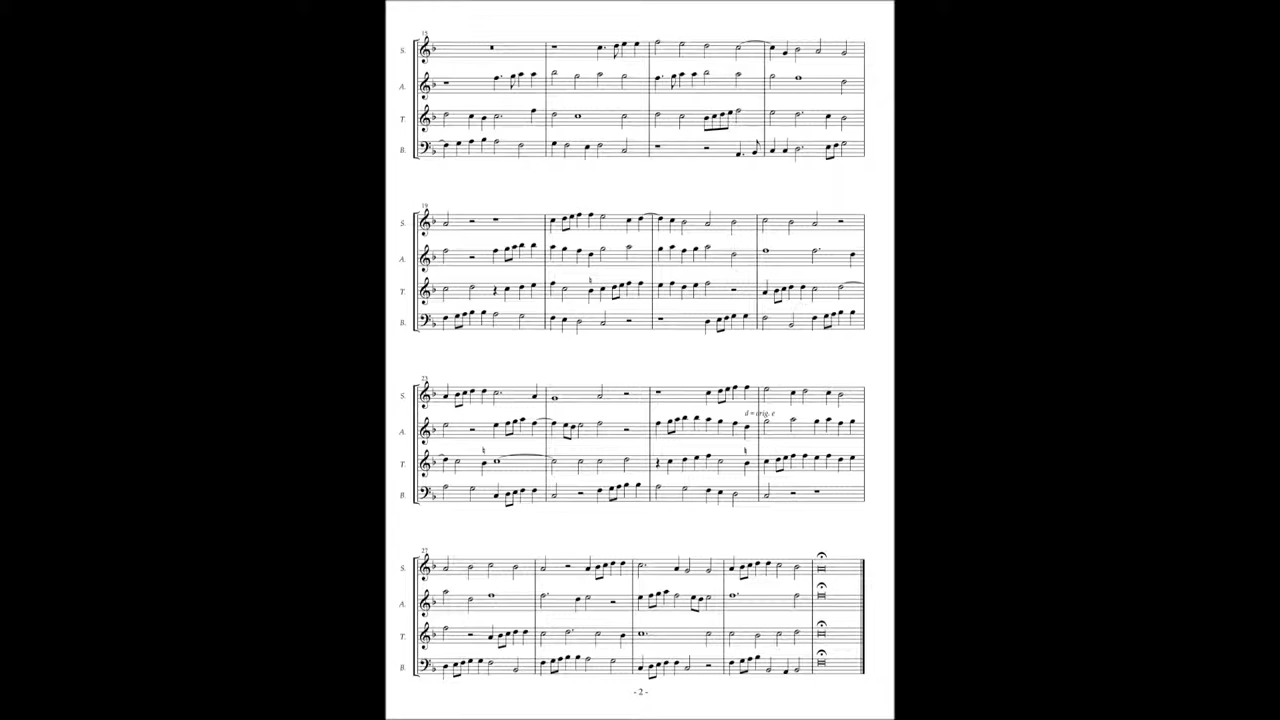 15
S.
A.
T.
B.
19
S.
A.
T.
B.
23
S.
A.
d = orig. e
T.
B.
27
S.
A.
T.
B.
- 2 -